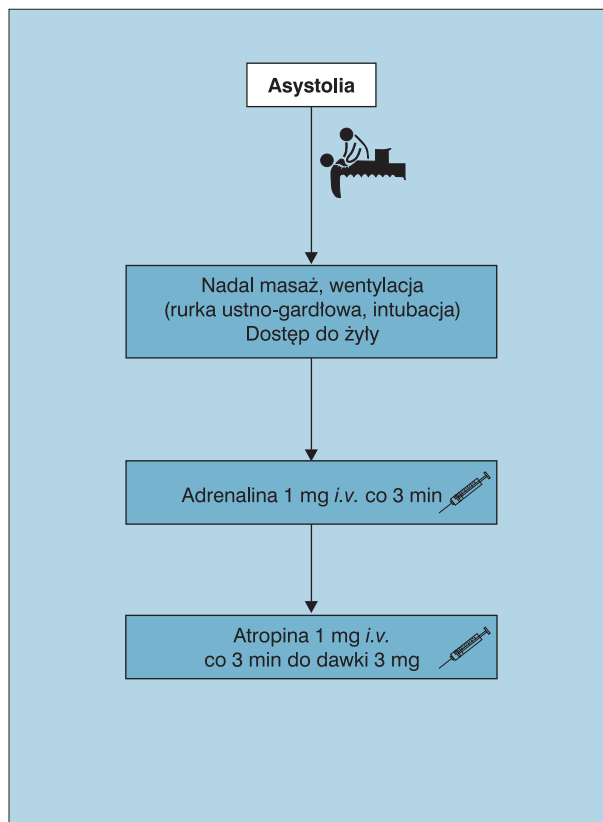 Asystolia
Nadal masaż, wentylacja
(rurka ustno-gardłowa, intubacja)
Dostęp do żyły
Adrenalina 1 mg i.v. co 3 min
Atropina 1 mg i.v.
co 3 min do dawki 3 mg